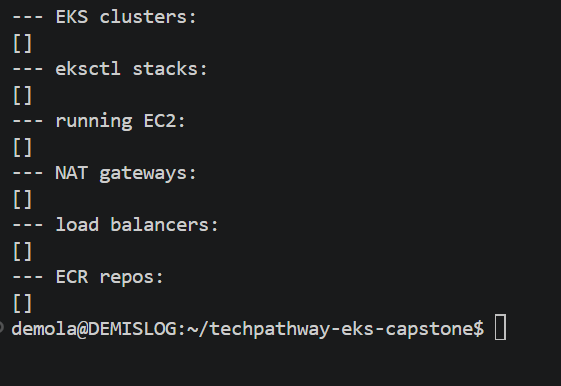 --- EKS clusters:
[]
--- eksctl stacks:
[]
--- running EC2:
[]
--- NAT gateways:
[]
--- load balancers:
[]
--- ECR repos:
[]
demola@DEMISLOG:~/techpathway-eks-capstone$